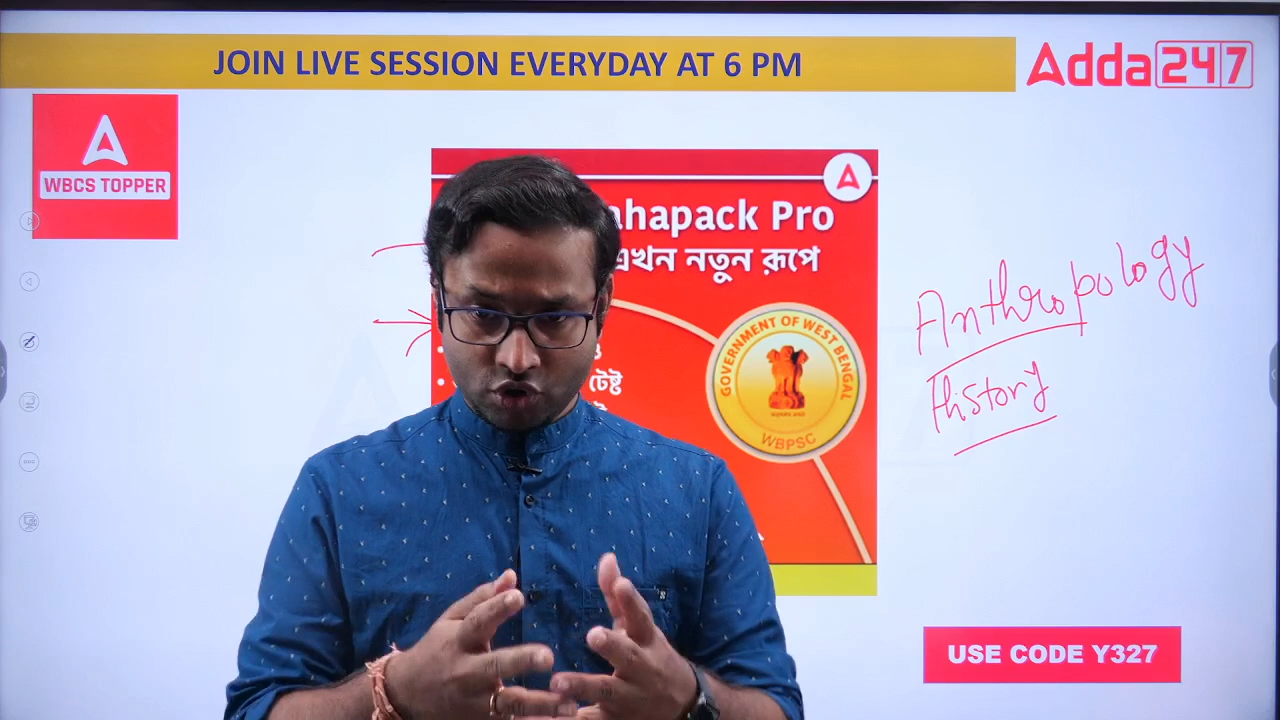 JOIN LIVE SESSION EVERYDAY AT 6 PM
Adda247
WBCS TOPPER
ahapack Pro
এখন নতুন রূপে
টেস্ট
GOVERNMENT OF WEST BENGAL
WBPSC
Anthropology
History
USE CODE Y327